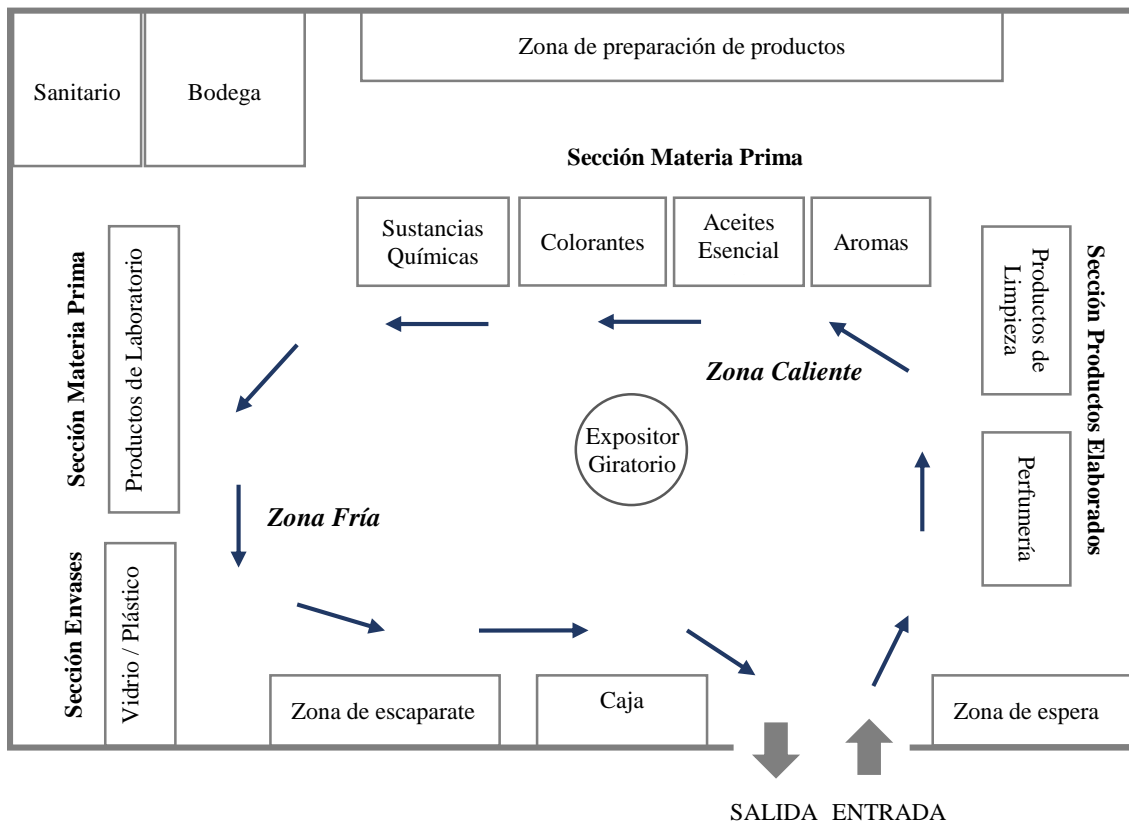 Zona de preparación de productos
Sanitario
Bodega
Sección Materia Prima
Sustancias
Químicas
Colorantes
Aceites
Esencial
Aromas
Sección Materia Prima
Productos de Laboratorio
Productos de
Limpieza
Sección Productos Elaborados
Zona Caliente
Expositor
Giratorio
Perfumería
Zona Fría
Sección Envases
Vidrio / Plástico
Zona de escaparate
Caja
Zona de espera
SALIDA
ENTRADA